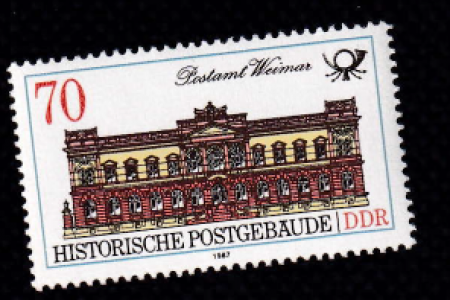 70
Postamt Weimar
HISTORISCHE POSTGEBÄUDE | DDR
1987